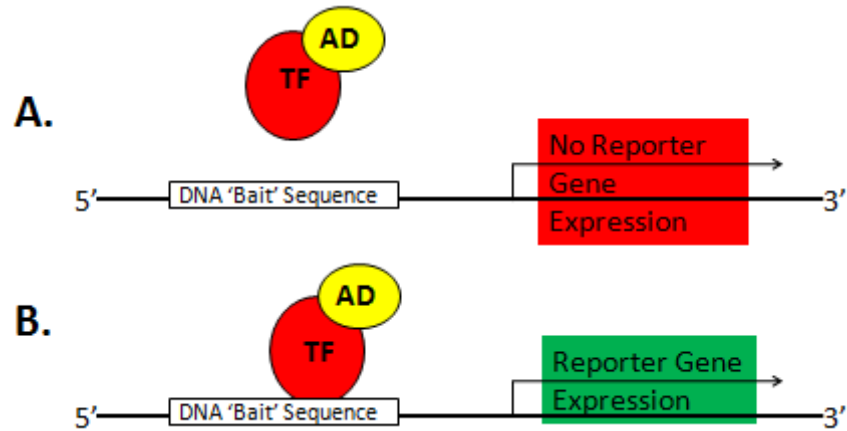 AD
TF
A.
No Reporter
Gene
Expression
5’ DNA ‘Bait’ Sequence 3’
AD
B.
TF
Reporter Gene
Expression
5’ DNA ‘Bait’ Sequence 3’